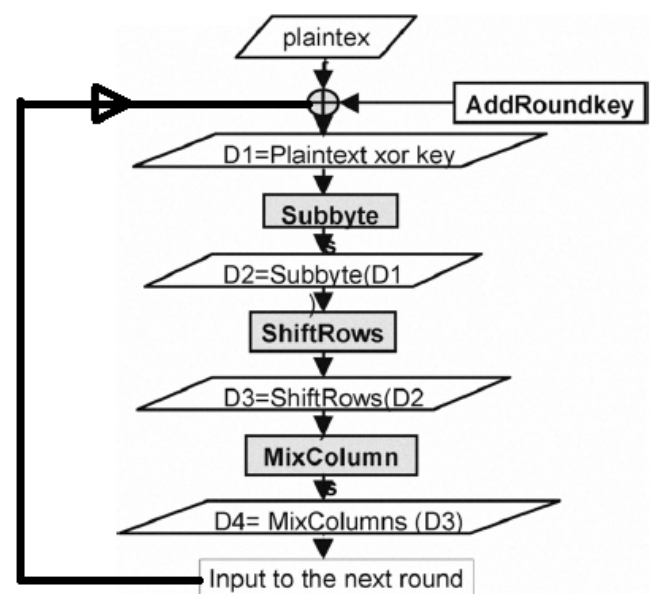 plaintex
AddRoundkey
D1=Plaintext xor key
Subbyte
s
D2=Subbyte(D1
)
ShiftRows
D3=ShiftRows(D2
)
MixColumn
s
D4= MixColumns (D3)
Input to the next round